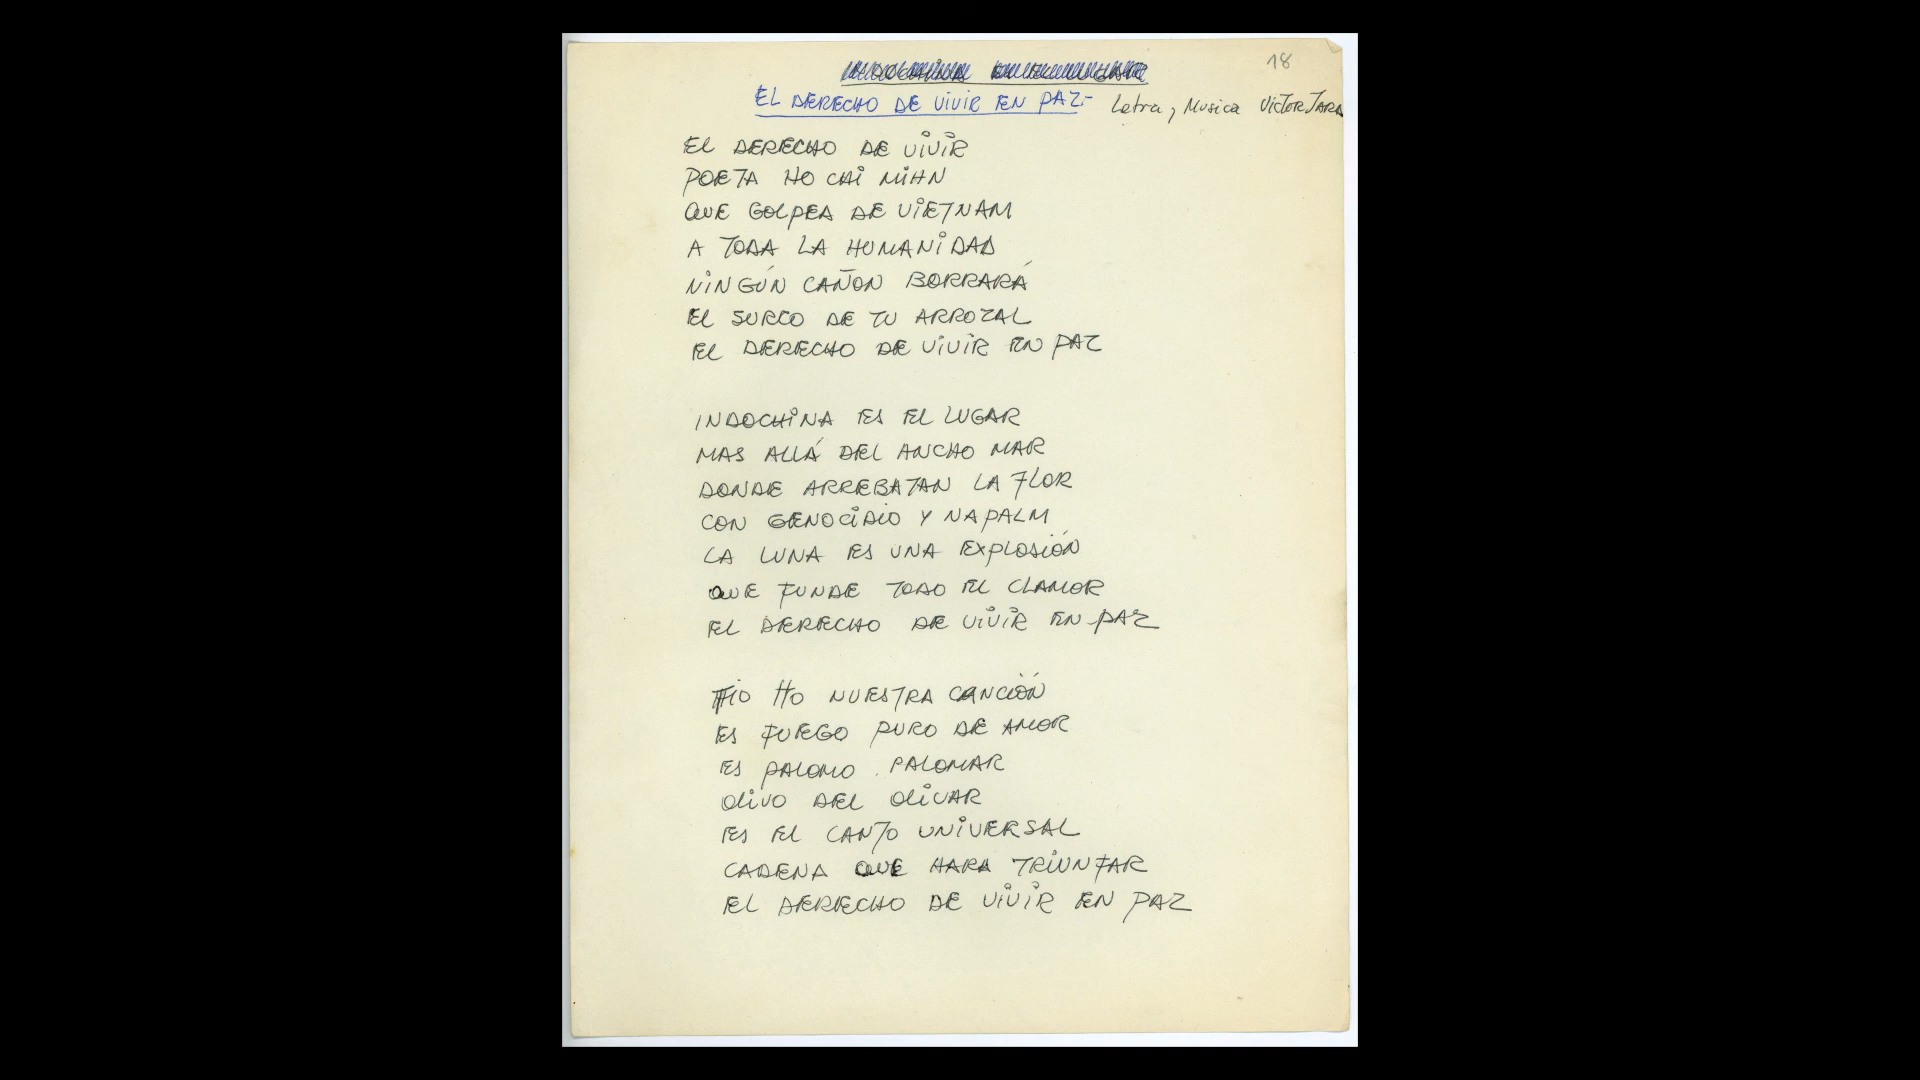 18
EL DERECHO DE VIVIR EN PAZ- Letra y Musica VICTOR JARA
El DERECHO DE ViViR
POETA HO CHi MiHN
QUE GOLPEA DE ViETNAM
A TODA LA HUMANiDAD
NiNGÚN CAÑON BORRARÁ
El SURCO DE TU ARROZAL
El DERECHO DE ViViR EN PAZ
INDOCHiNA ES EL LUGAR
MAS ALLÁ DEL ANCHO MAR
DONDE ARREBATAN LA FLOR
CON GENOCiDiO Y NAPALM
LA LUNA ES UNA EXPLOSiÓN
QUE FUNDE TODO EL CLAMOR
EL DERECHO DE ViViR EN PAZ
TiO HO NUESTRA CANCiÓN
ES FUEGO PURO DE AMOR
ES PALOMO PALOMAR
OliVO DEL OliVAR
ES EL CANTO UNiVERSAL
CADENA QUE HARA TRiUNFAR
EL DERECHO DE ViViR EN PAZ